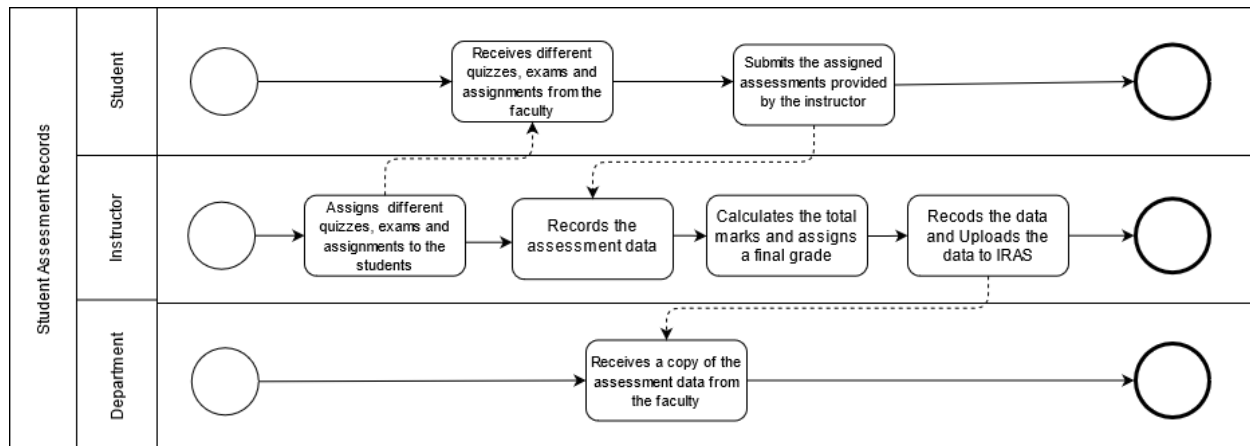 Student Assesment Records
Student
Receives different
quizzes, exams and
assignments from the
faculty
Submits the assigned
assessments provided
by the instructor
Instructor
Assigns different
quizzes, exams and
assignments to the
students
Records the
assessment data
Calculates the total
marks and assigns
a final grade
Recods the data
and Uploads the
data to IRAS
Department
Receives a copy of the
assessment data from
the faculty